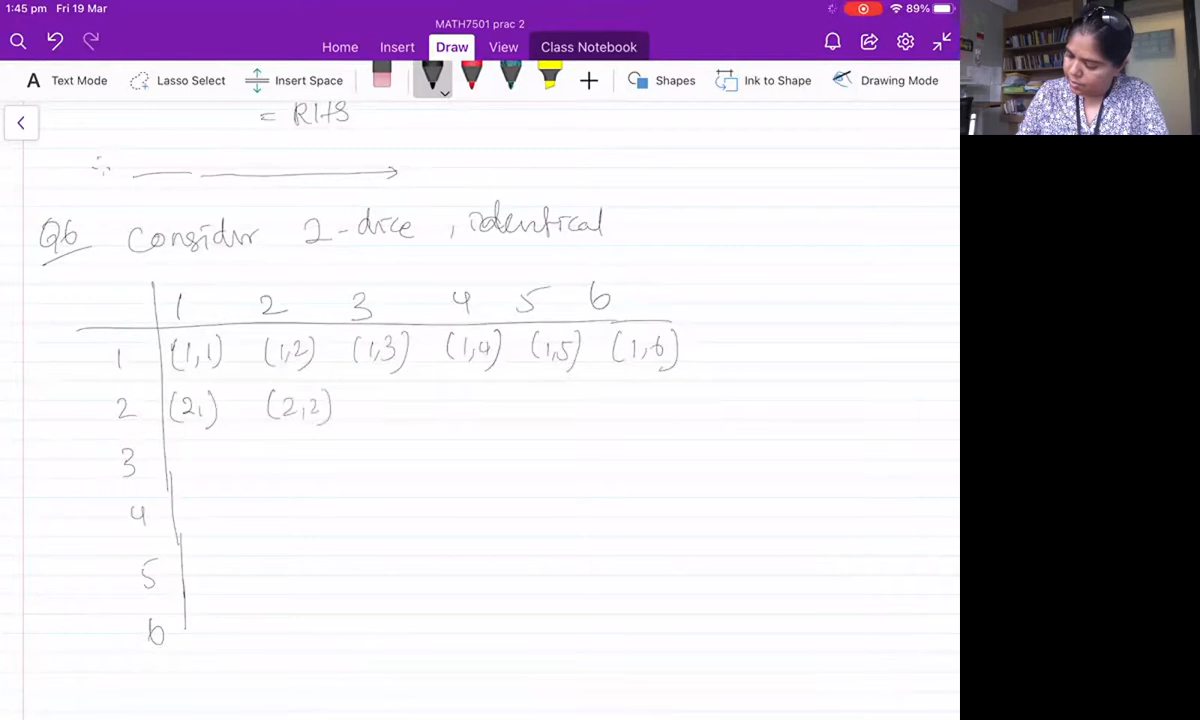 1:45 pm Fri 19 Mar
89%
MATH7501 prac 2
Home Insert Draw View Class Notebook
A Text Mode Lasso Select Insert Space Shapes Ink to Shape Drawing Mode
= RHS
Q6 Consider 2-dice, identical
1 2 3 4 5 6
1 (1,1) (1,2) (1,3) (1,4) (1,5) (1,6)
2 (2,) (2,2)
3
4
5
6